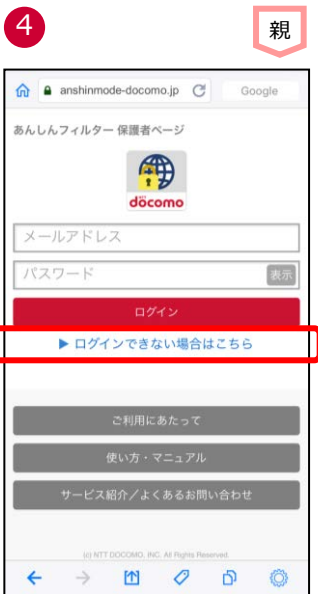 4
親
anshinmode-docomo.jp
Google
あんしんフィルター 保護者ページ
döcomo
メールアドレス
パスワード
表示
ログイン
▶ ログインできない場合はこちら
ご利用にあたって
使い方・マニュアル
サービス紹介／よくあるお問い合わせ
(c) NTT DOCOMO, INC. All Rights Reserved.